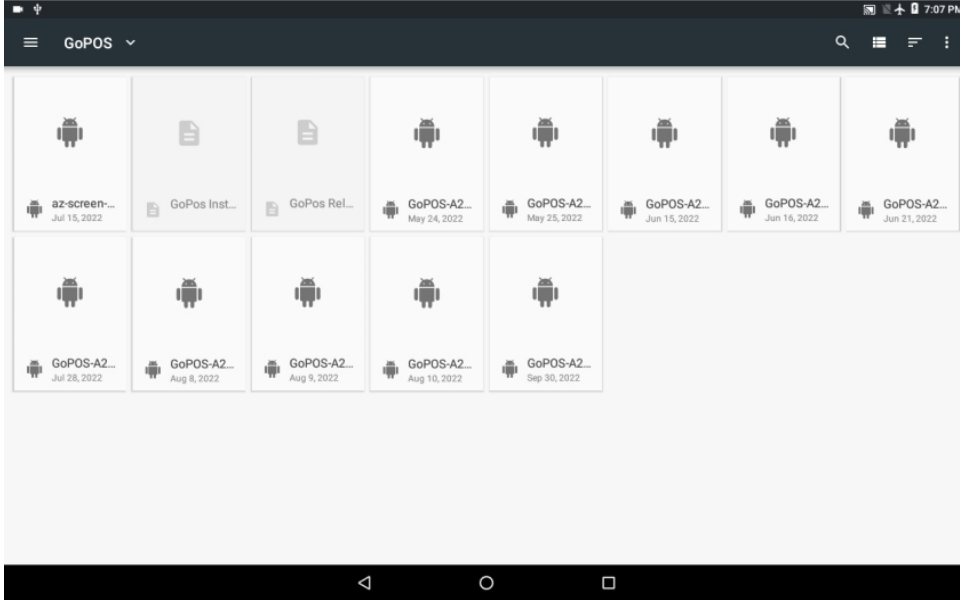 7:07 PM
GoPOS
az-screen-...
Jul 15, 2022
GoPos Inst...
GoPos Rel...
GoPOS-A2...
May 24, 2022
GoPOS-A2...
May 25, 2022
GoPOS-A2...
Jun 15, 2022
GoPOS-A2...
Jun 16, 2022
GoPOS-A2...
Jun 21, 2022
GoPOS-A2...
Jul 28, 2022
GoPOS-A2...
Aug 8, 2022
GoPOS-A2...
Aug 9, 2022
GoPOS-A2...
Aug 10, 2022
GoPOS-A2...
Sep 30, 2022